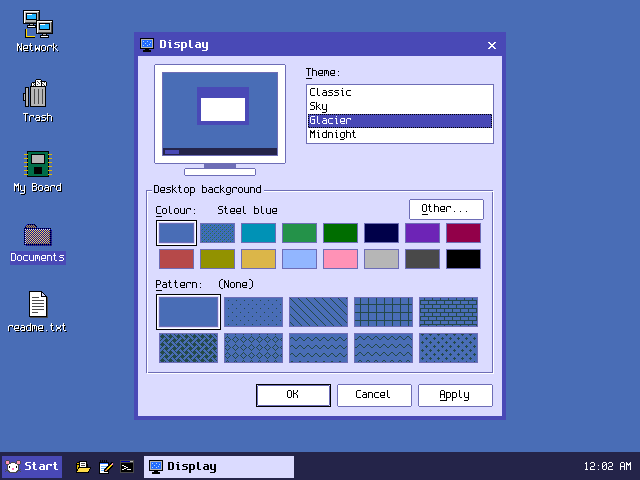 Network
Trash
My Board
Documents
readme.txt
Display
Theme:
Classic
Sky
Glacier
Midnight
Desktop background
Colour: Steel blue
Other...
Pattern: (None)
OK Cancel Apply
Start Display 12:02 AM